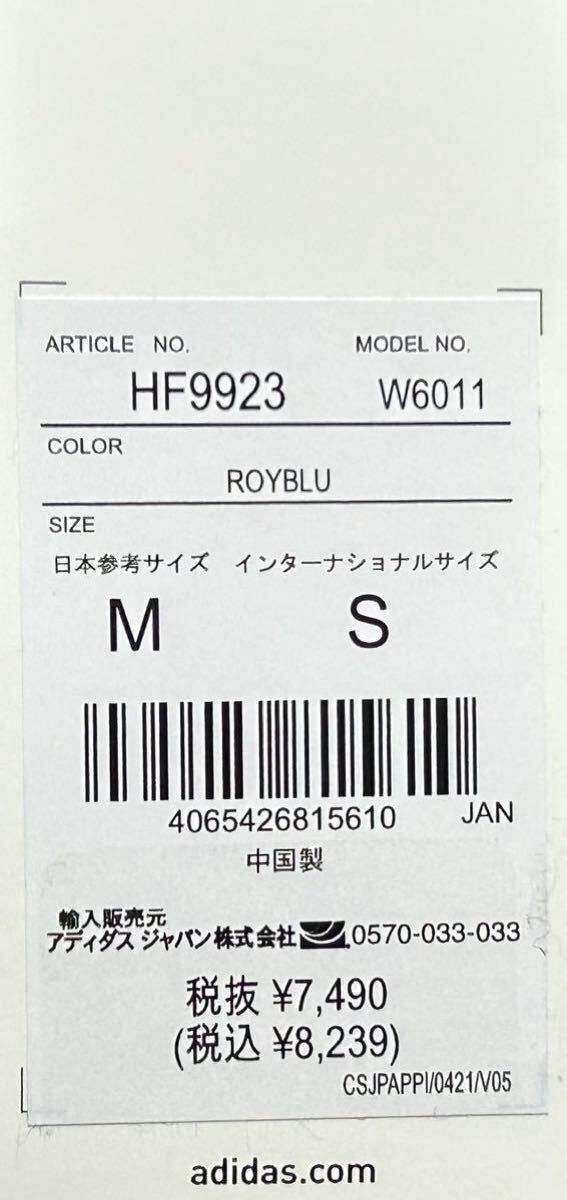 ARTICLE NO. MODEL NO.
HF9923 W6011
COLOR
ROYBLU
SIZE
日本参考サイズ インターナショナルサイズ
M S
4065426815610 JAN
中国製
輸入販売元
アディダス ジャパン株式会社 0570-033-033
税抜 ¥7,490
(税込 ¥8,239)
CSJPAPPI/0421/V05
adidas.com